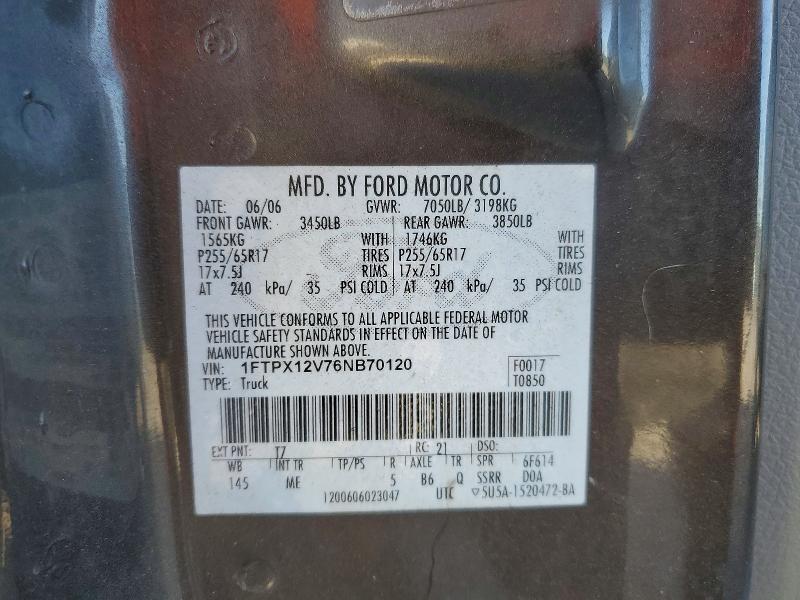 MFD. BY FORD MOTOR CO.
DATE: 06/06 GVWR: 7050LB/ 3198KG
FRONT GAWR: 3450LB REAR GAWR: 3850LB
1565KG WITH 1746KG WITH
P255/65R17 TIRES P255/65R17 TIRES
17x7.5J RIMS 17x7.5J RIMS
AT 240 kPa/ 35 PSI COLD AT 240 kPa/ 35 PSI COLD
THIS VEHICLE CONFORMS TO ALL APPLICABLE FEDERAL MOTOR
VEHICLE SAFETY STANDARDS IN EFFECT ON THE DATE OF
MANUFACTURE SHOWN ABOVE.
VIN: 1FTPX12V76NB70120 F0017
TYPE: Truck T0850
EXT PNT: T7 RC: 21 DSO:
WB INT TR TP/PS R AXLE TR SPR 6F614
145 ME 5 B6 Q SSRR DOA
1200606023047 UTC ▽5U5A-1520472-BA